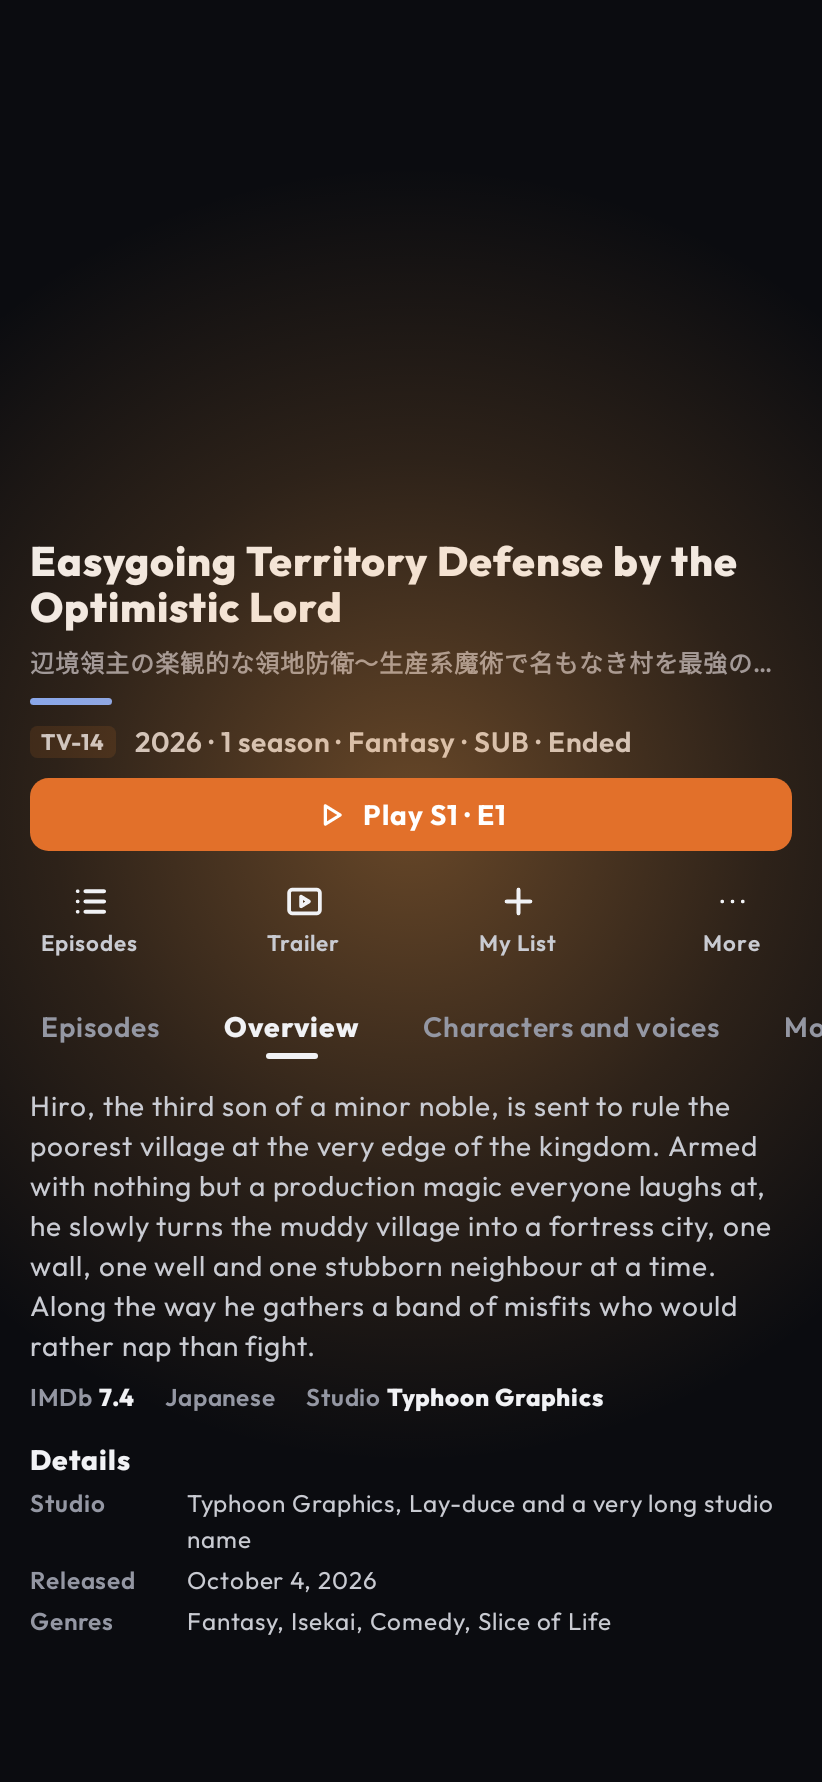 Easygoing Territory Defense by the
Optimistic Lord
辺境領主の楽観的な領地防衛〜生産系魔術で名もなき村を最強の...
TV-14 2026 · 1 season · Fantasy · SUB · Ended
Play S1 · E1
Episodes Trailer My List More
Episodes Overview Characters and voices Mo
Hiro, the third son of a minor noble, is sent to rule the
poorest village at the very edge of the kingdom. Armed
with nothing but a production magic everyone laughs at,
he slowly turns the muddy village into a fortress city, one
wall, one well and one stubborn neighbour at a time.
Along the way he gathers a band of misfits who would
rather nap than fight.
IMDb 7.4 Japanese Studio Typhoon Graphics
Details
Studio Typhoon Graphics, Lay-duce and a very long studio
name
Released October 4, 2026
Genres Fantasy, Isekai, Comedy, Slice of Life